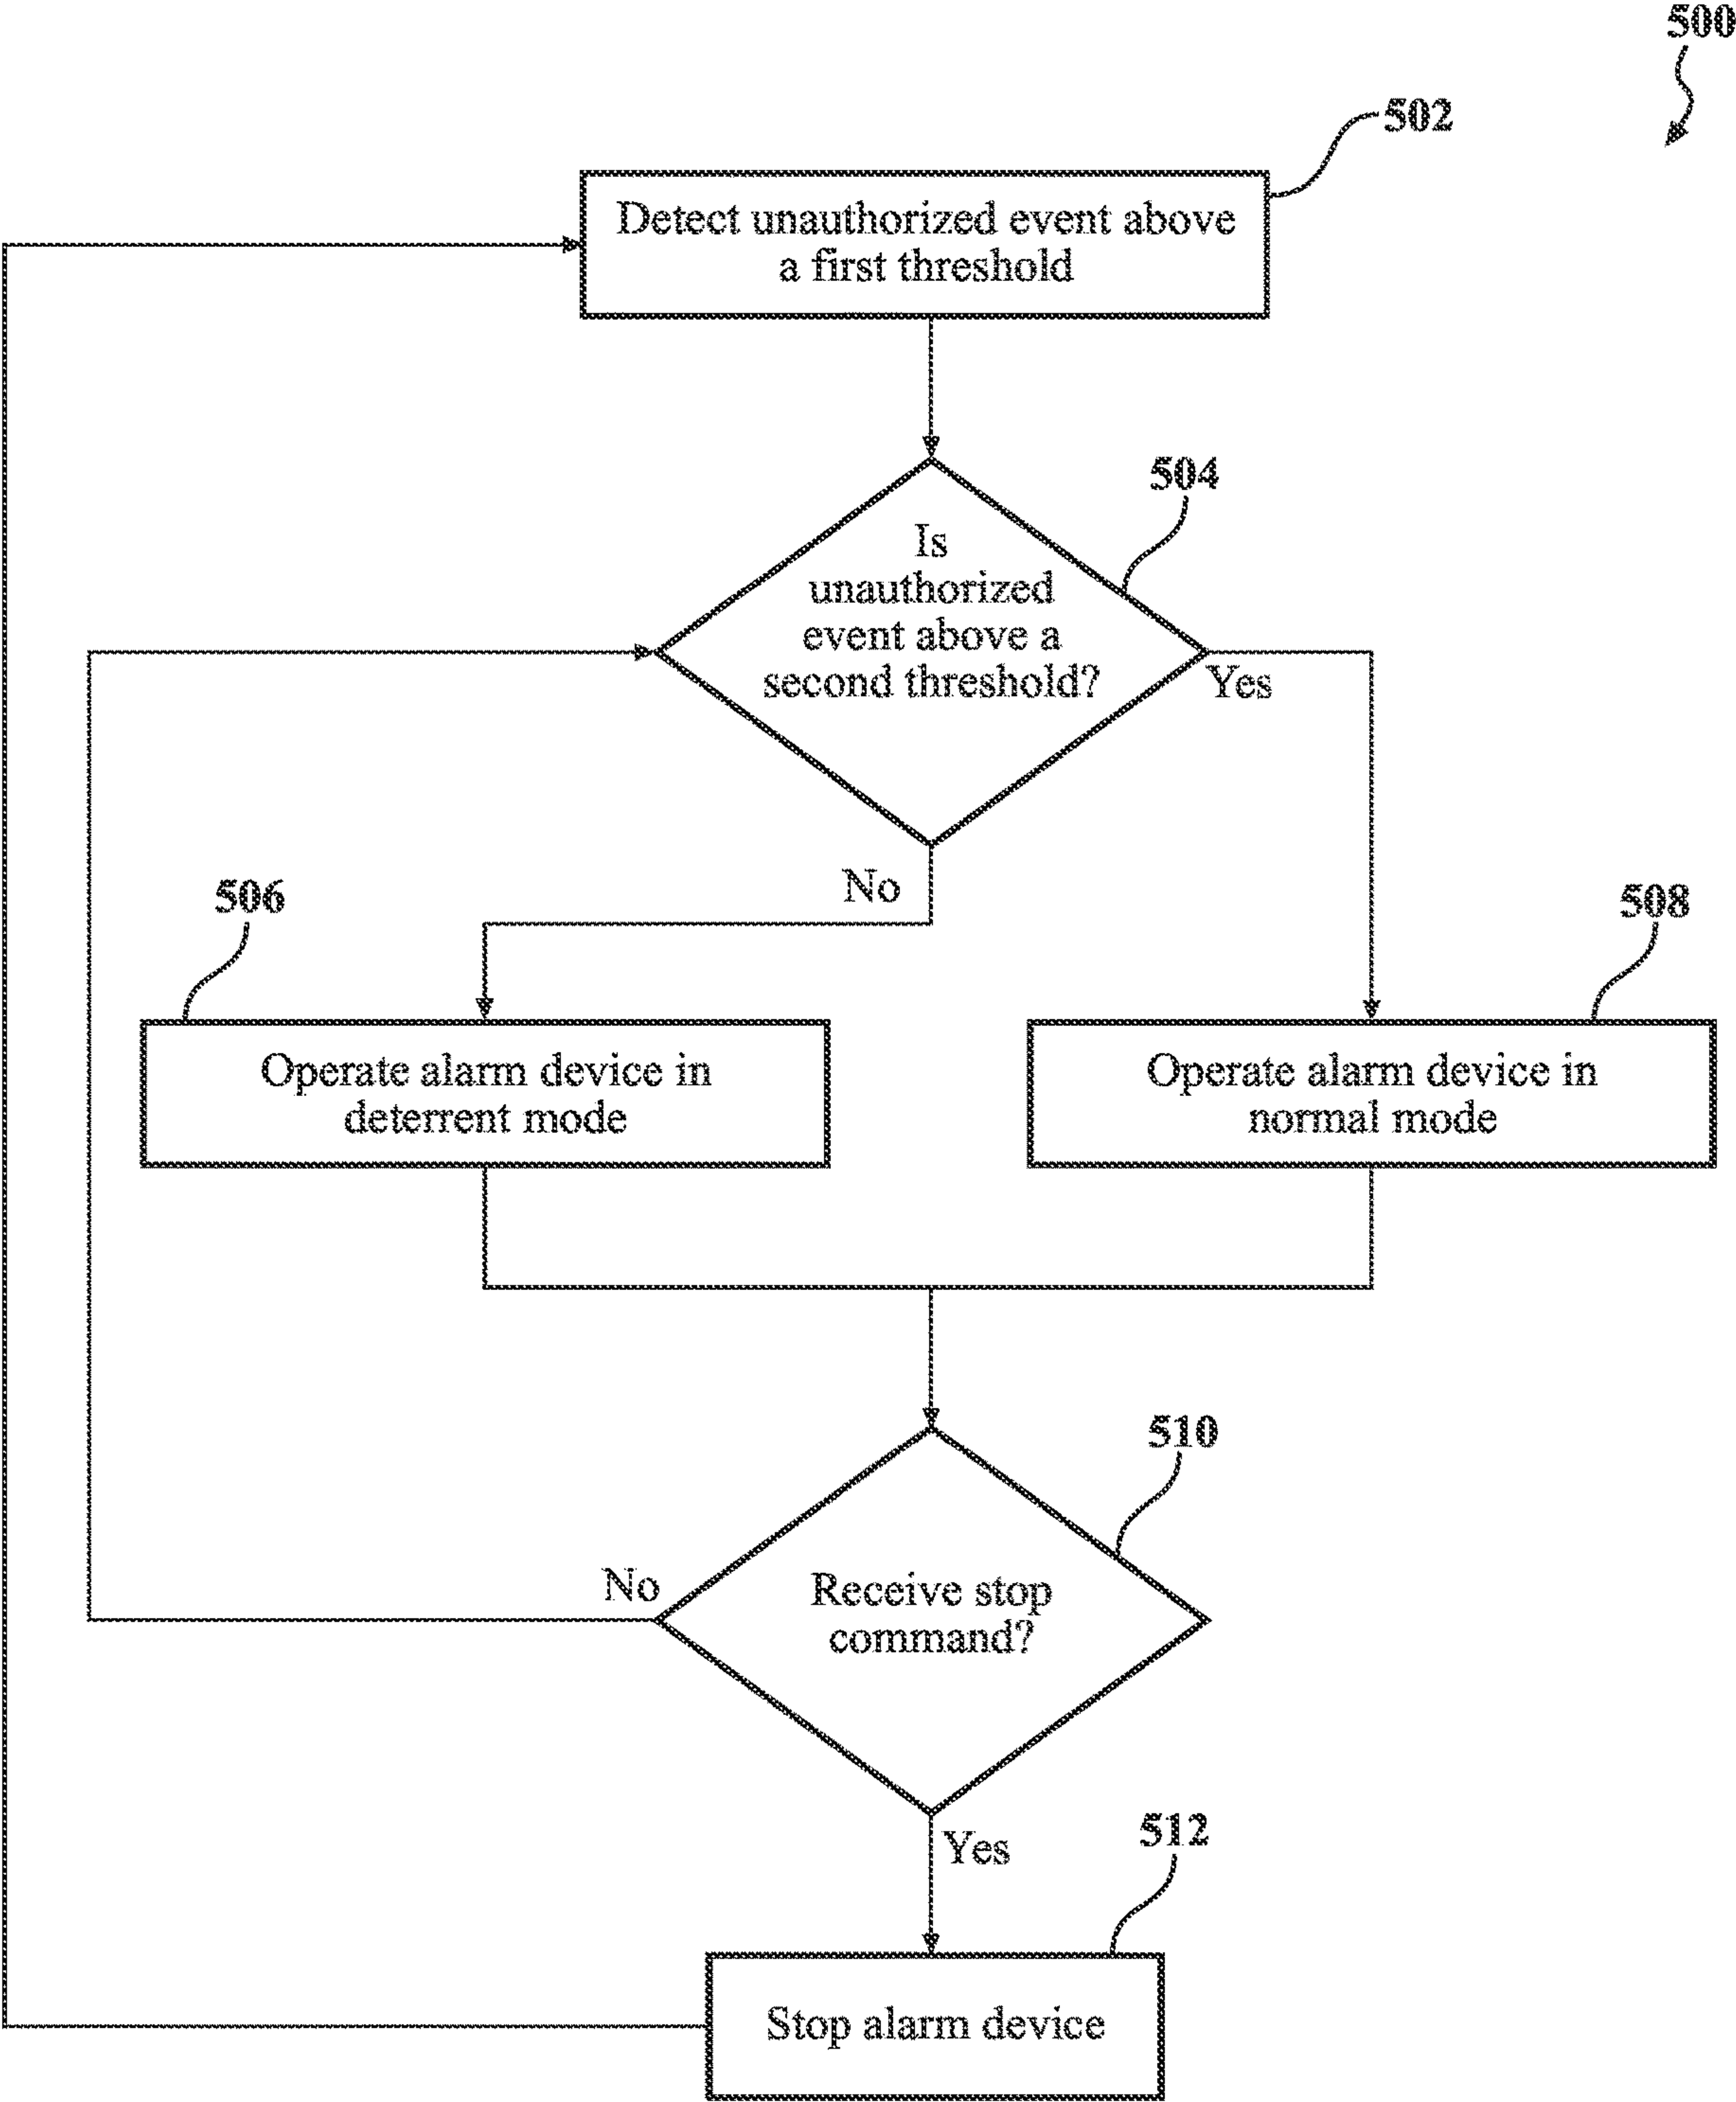 500
502
Detect unauthorized event above
a first threshold
504
Is
unauthorized
event above a
second threshold?
Yes
No
506
508
Operate alarm device in
deterrent mode
Operate alarm device in
normal mode
510
No
Receive stop
command?
Yes
512
Stop alarm device